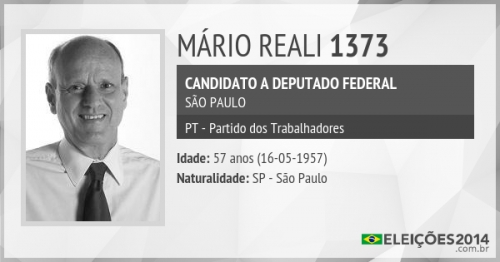 MÁRIO REALI 1373
CANDIDATO A DEPUTADO FEDERAL
SÃO PAULO
PT - Partido dos Trabalhadores
Idade: 57 anos (16-05-1957)
Naturalidade: SP - São Paulo
ELEIÇÕES2014
.com.br